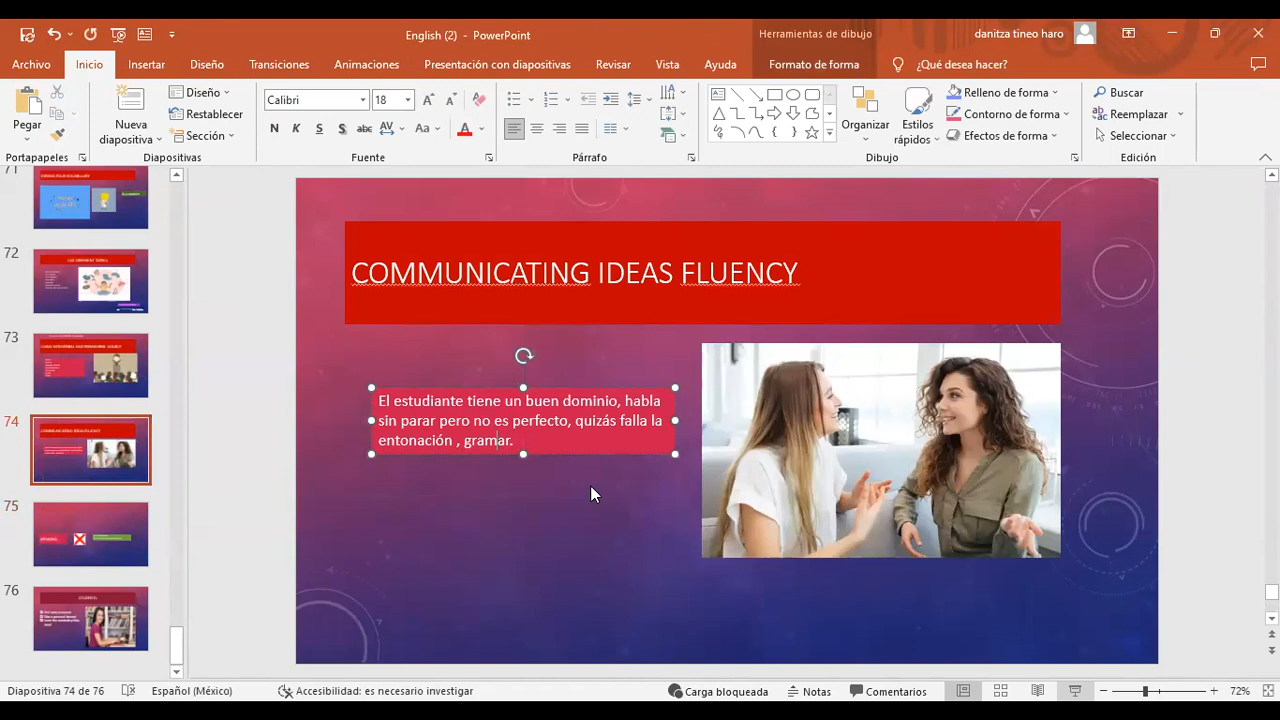 English (2) - PowerPoint
Herramientas de dibujo
danitza tineo haro
Archivo Inicio Insertar Diseño Transiciones Animaciones Presentación con diapositivas Revisar Vista Ayuda Formato de forma ¿Qué desea hacer?
Pegar
Nueva diapositiva
Diseño
Restablecer
Sección
Calibri 18
N K S S abc AV Aa A
Organizar
Estilos rápidos
Relleno de forma
Contorno de forma
Efectos de forma
Buscar
Reemplazar
Seleccionar
Portapapeles Diapositivas Fuente Párrafo Dibujo Edición
71
72
73
74
75
76
COMMUNICATING IDEAS FLUENCY
El estudiante tiene un buen dominio, habla
sin parar pero no es perfecto, quizás falla la
entonación , gramar.
Diapositiva 74 de 76 Español (México) Accesibilidad: es necesario investigar Carga bloqueada Notas Comentarios 72%